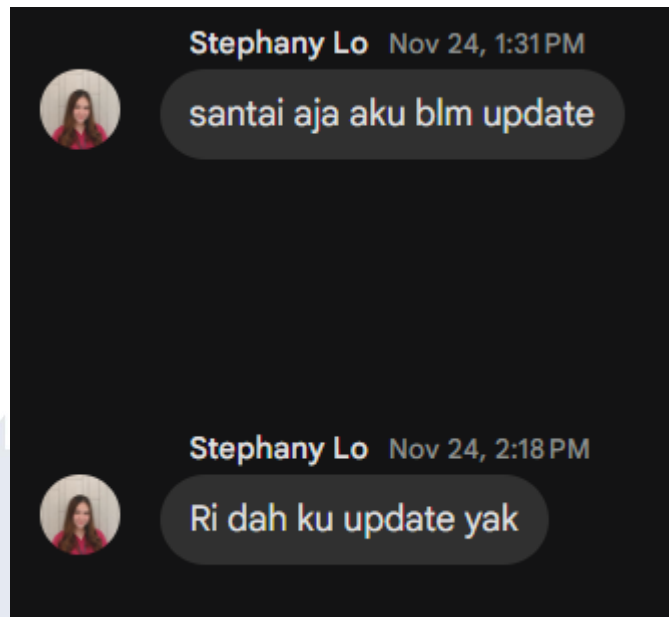 Stephany Lo Nov 24, 1:31 PM
santai aja aku blm update
Stephany Lo Nov 24, 2:18 PM
Ri dah ku update yak